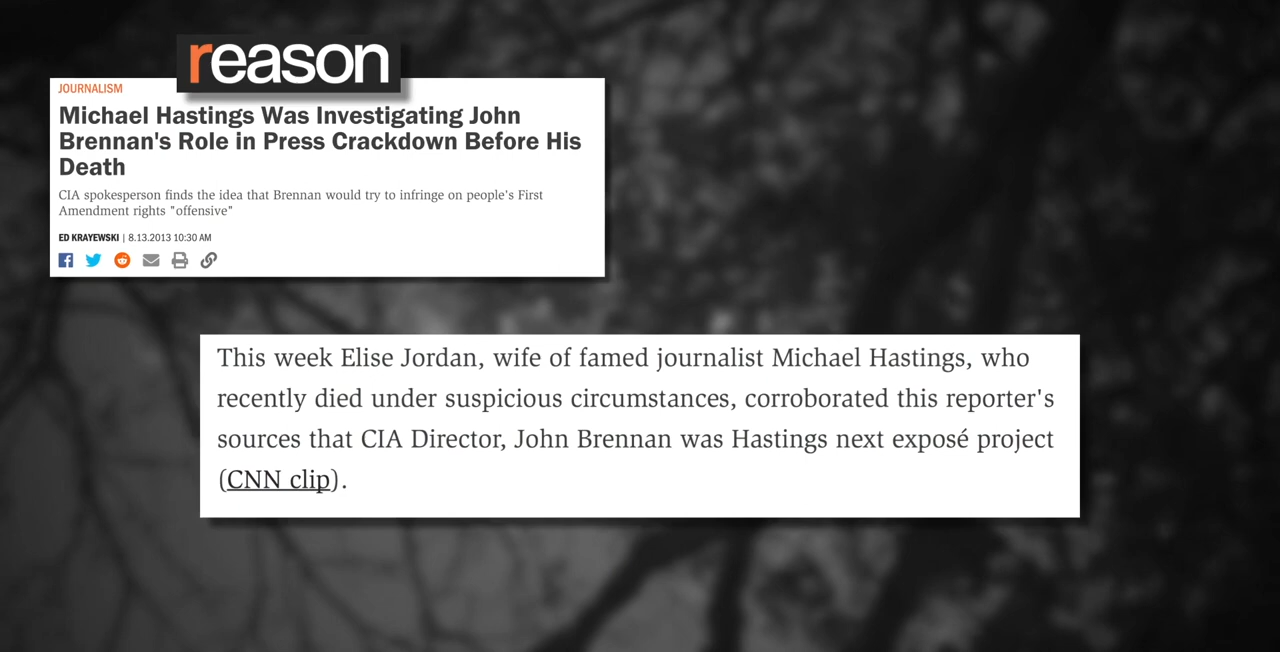 reason
JOURNALISM
Michael Hastings Was Investigating John
Brennan's Role in Press Crackdown Before His
Death
CIA spokesperson finds the idea that Brennan would try to infringe on people's First
Amendment rights "offensive"
ED KRAYEWSKI | 8.13.2013 10:30 AM
This week Elise Jordan, wife of famed journalist Michael Hastings, who
recently died under suspicious circumstances, corroborated this reporter's
sources that CIA Director, John Brennan was Hastings next exposé project
(CNN clip).